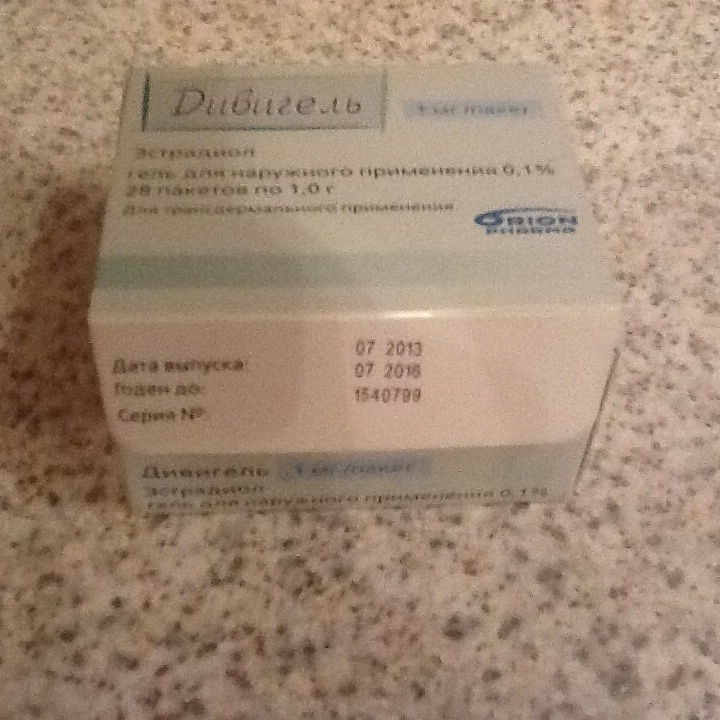 Дивигель
1 мг/пакет
Эстрадиол
гель для наружного применения 0,1%
28 пакетов по 1,0 г
Для трансдермального применения
ORION
PHARMA
Дата выпуска: 07 2013
Годен до: 07 2016
Серия №: 1540799
Дивигель 1 мг/пакет
Эстрадиол
гель для наружного применения 0,1%